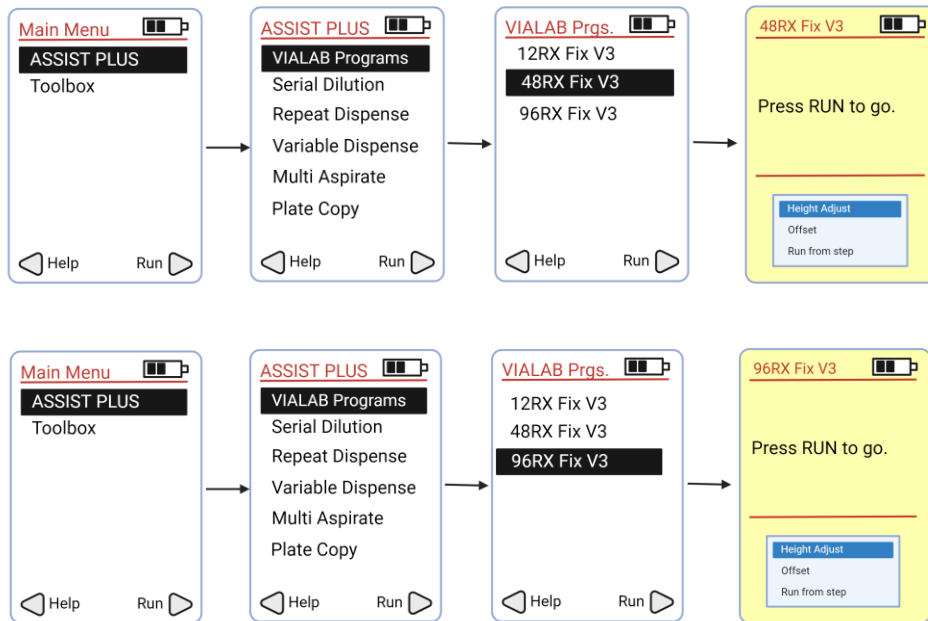 Main Menu
ASSIST PLUS
Toolbox
Help Run
ASSIST PLUS
VIALAB Programs
Serial Dilution
Repeat Dispense
Variable Dispense
Multi Aspirate
Plate Copy
Help Run
VIALAB Prgs.
12RX Fix V3
48RX Fix V3
96RX Fix V3
Help Run
48RX Fix V3
Press RUN to go.
Height Adjust
Offset
Run from step
Main Menu
ASSIST PLUS
Toolbox
Help Run
ASSIST PLUS
VIALAB Programs
Serial Dilution
Repeat Dispense
Variable Dispense
Multi Aspirate
Plate Copy
Help Run
VIALAB Prgs.
12RX Fix V3
48RX Fix V3
96RX Fix V3
Help Run
96RX Fix V3
Press RUN to go.
Height Adjust
Offset
Run from step